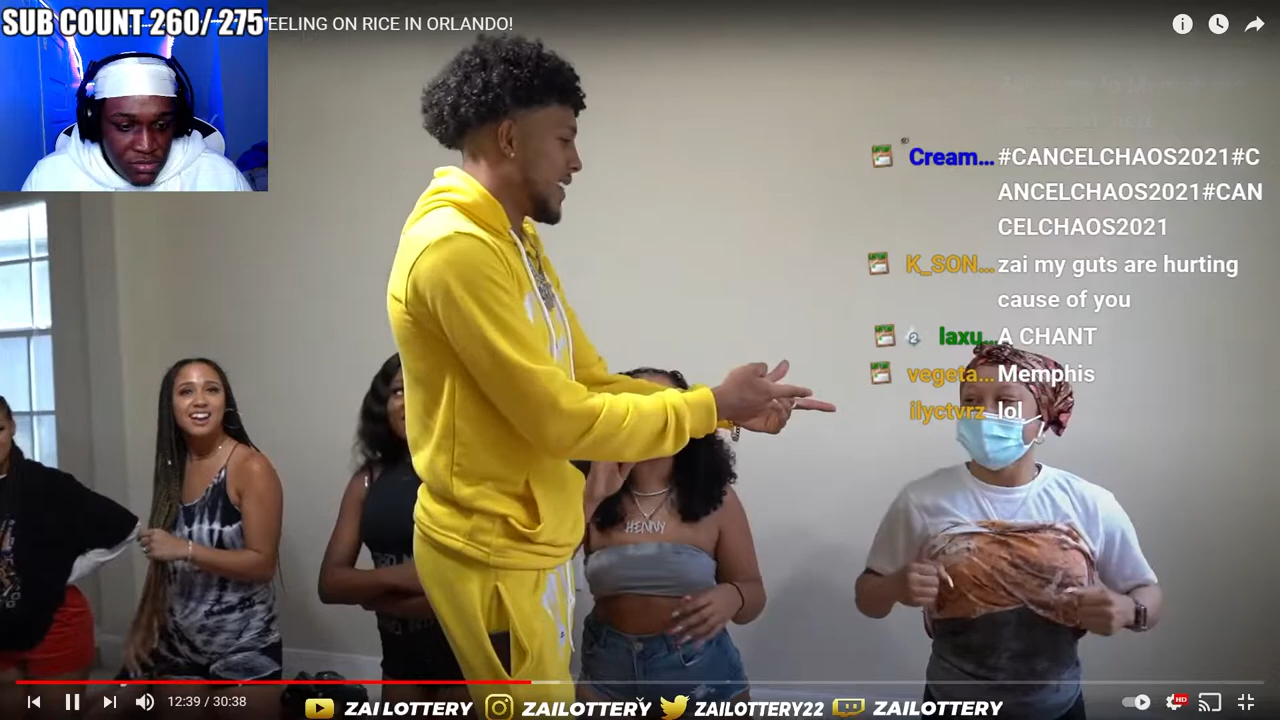 SUB COUNT 260/275
EELING ON RICE IN ORLANDO!
Cream... #CANCELCHAOS2021#C
ANCELCHAOS2021#CAN
CELCHAOS2021
K_SON... zai my guts are hurting
cause of you
2 laxu... A CHANT
vegeta... Memphis
ilyctvrz lol
HENNY
12:39 / 30:38
HD
ZAI LOTTERY
ZAILOTTERY
ZAILOTTERY22
ZAILOTTERY